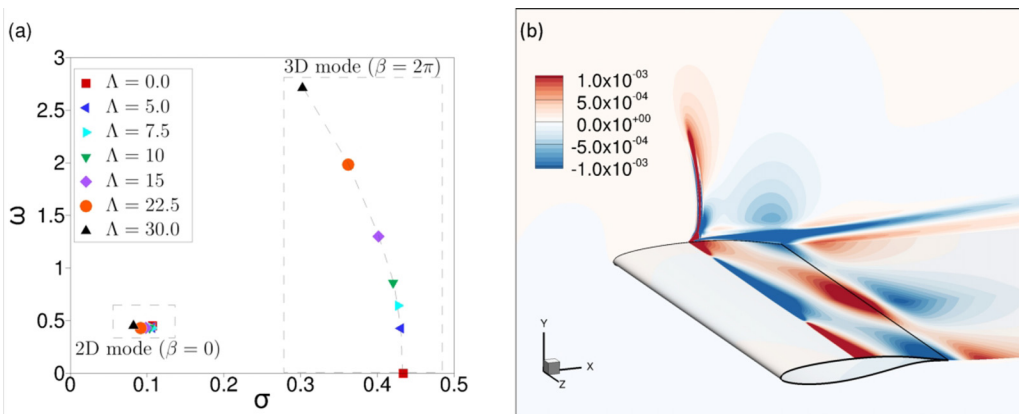 (a)
3
3D mode (β = 2π)
Λ = 0.0
Λ = 5.0
Λ = 7.5
Λ = 10
Λ = 15
Λ = 22.5
Λ = 30.0
2.5
2
1.5
ω
1
0.5
2D mode (β = 0)
0
0 0.1 0.2 0.3 0.4 0.5
σ
(b)
1.0x10⁻⁰³
5.0x10⁻⁰⁴
0.0x10⁺⁰⁰
-5.0x10⁻⁰⁴
-1.0x10⁻⁰³
Y
X
Z